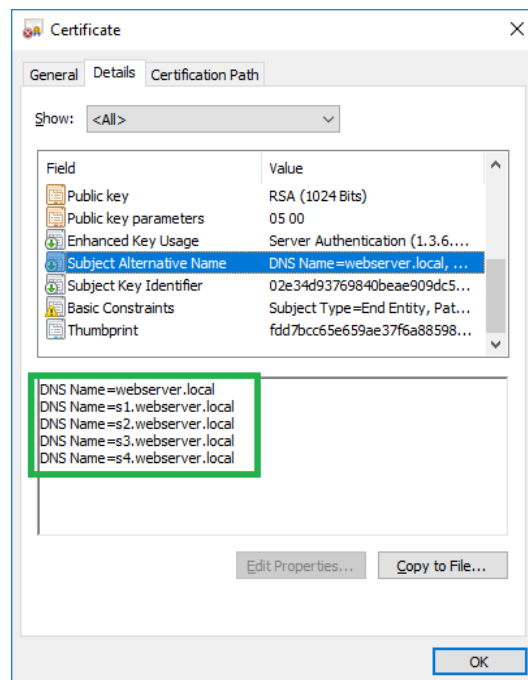 Certificate
General Details Certification Path
Show: <All>
Field Value
Public key RSA (1024 Bits)
Public key parameters 05 00
Enhanced Key Usage Server Authentication (1.3.6....
Subject Alternative Name DNS Name=webserver.local, ...
Subject Key Identifier 02e34d93769840beae909dc5...
Basic Constraints Subject Type=End Entity, Pat...
Thumbprint fdd7bcc65e659ae37f6a88598...
DNS Name=webserver.local
DNS Name=s1.webserver.local
DNS Name=s2.webserver.local
DNS Name=s3.webserver.local
DNS Name=s4.webserver.local
Edit Properties... Copy to File...
OK